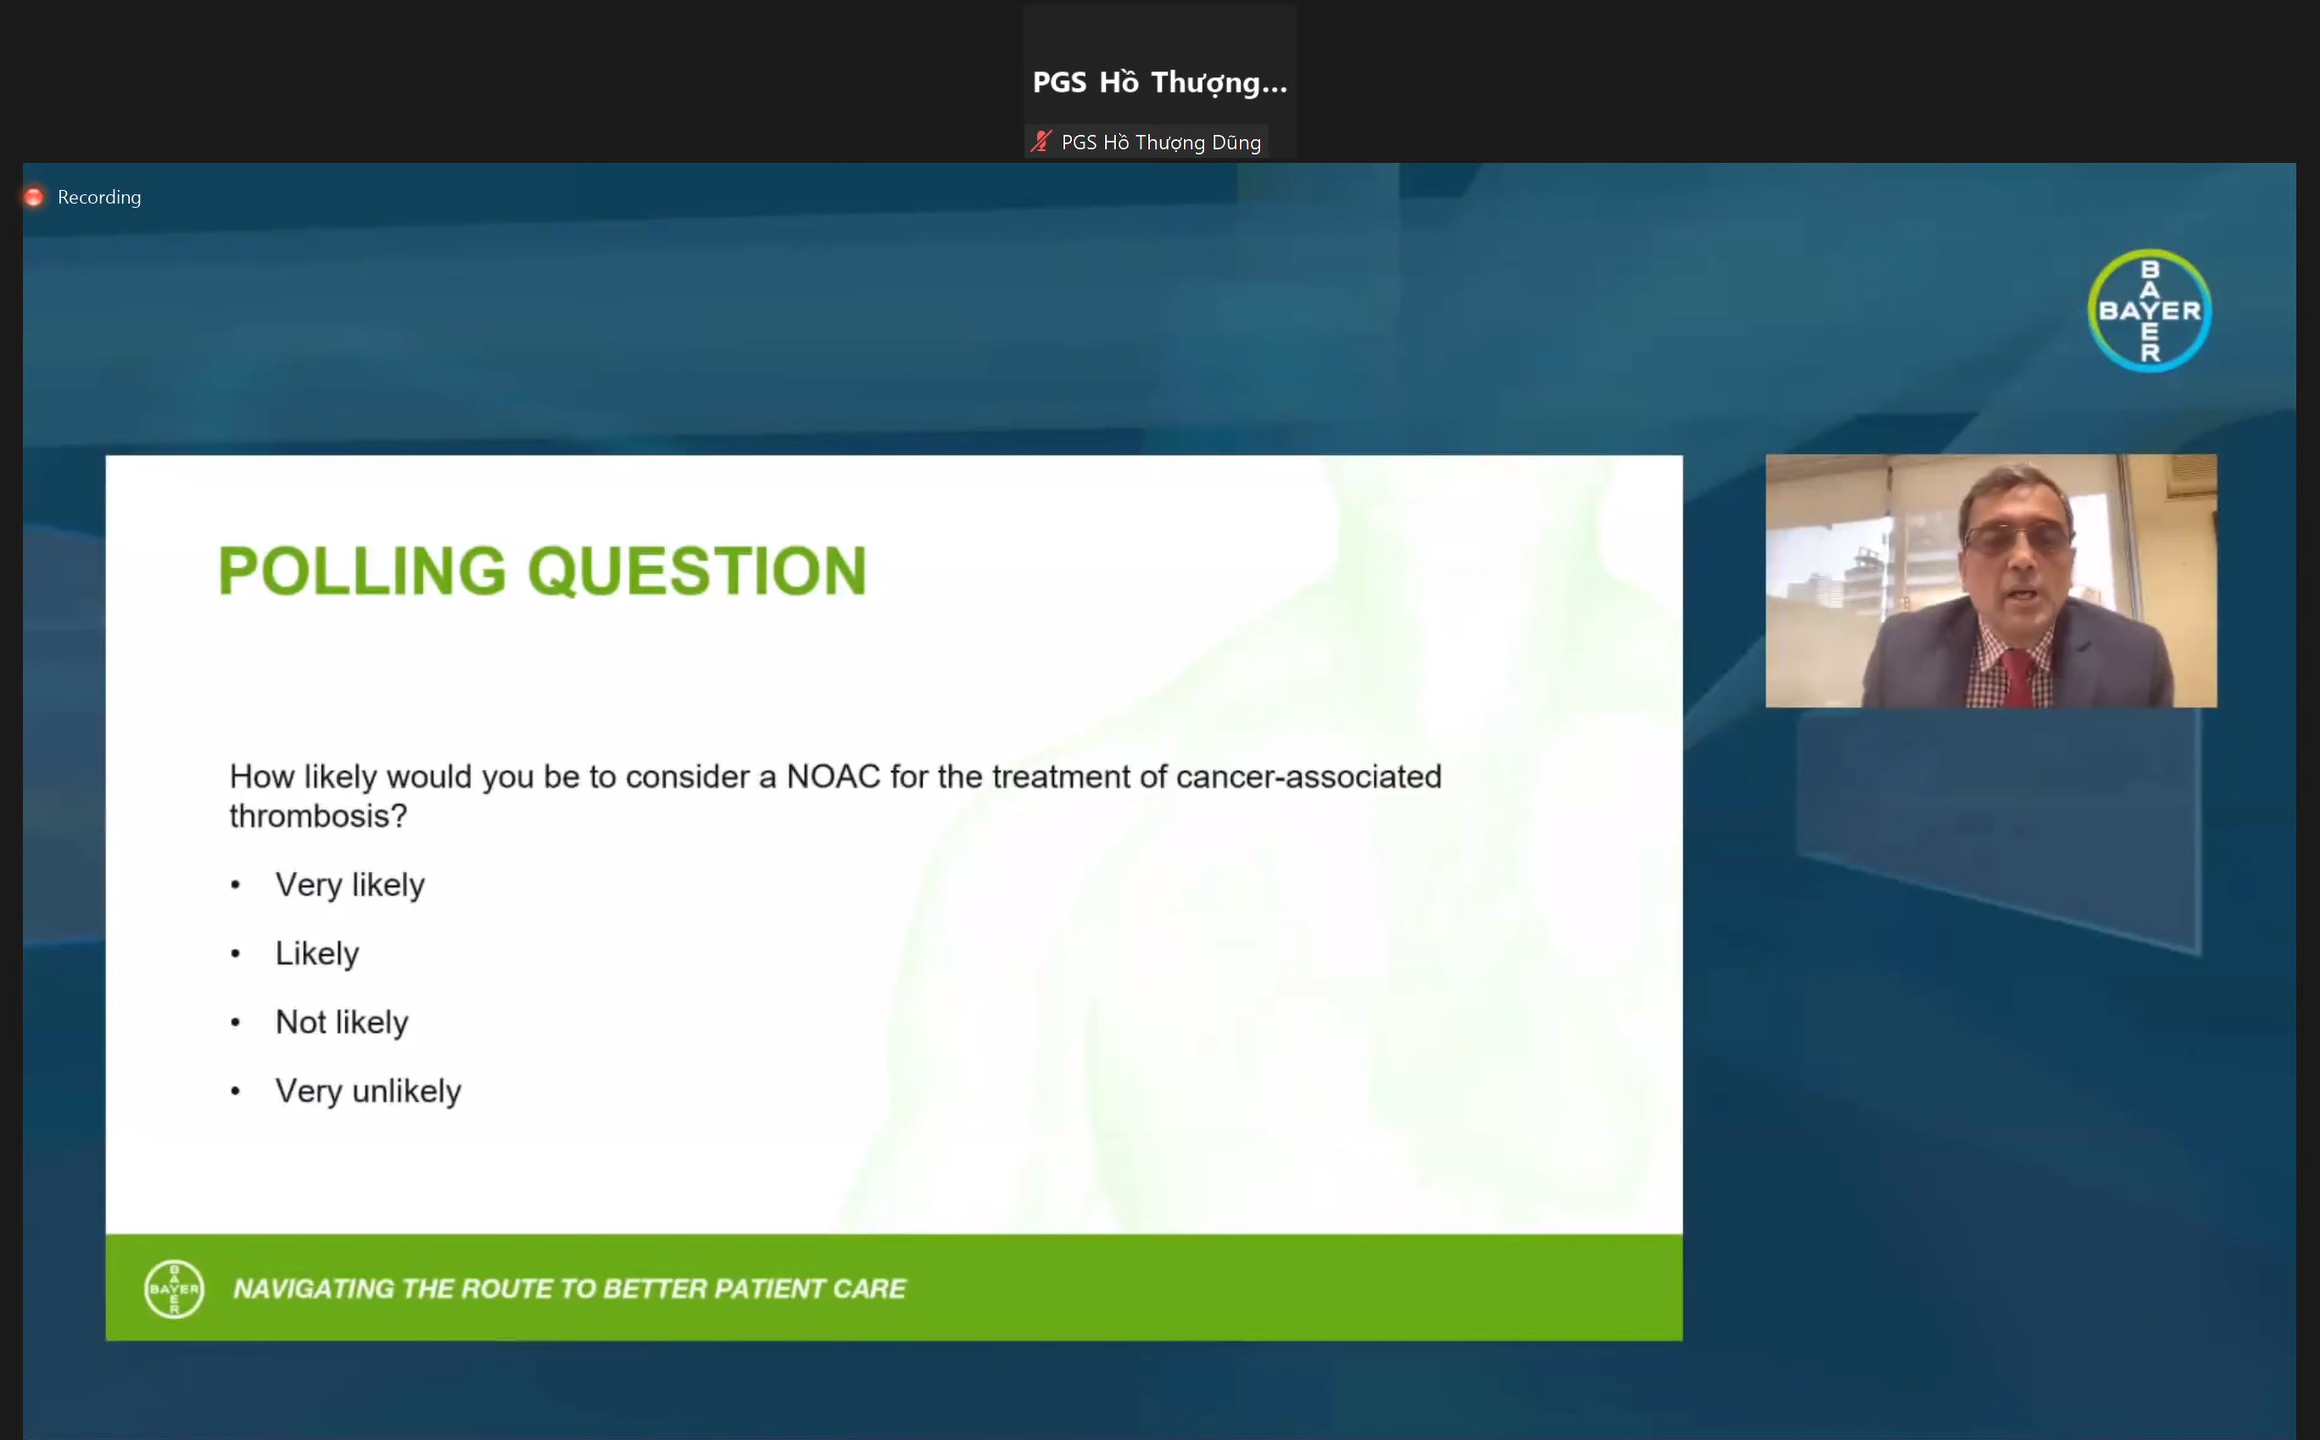 PGS Hồ Thượng...
PGS Hồ Thượng Dũng
Recording
BAYER
BAYER
POLLING QUESTION
How likely would you be to consider a NOAC for the treatment of cancer-associated
thrombosis?
• Very likely
• Likely
• Not likely
• Very unlikely
BAYER
BAYER
NAVIGATING THE ROUTE TO BETTER PATIENT CARE